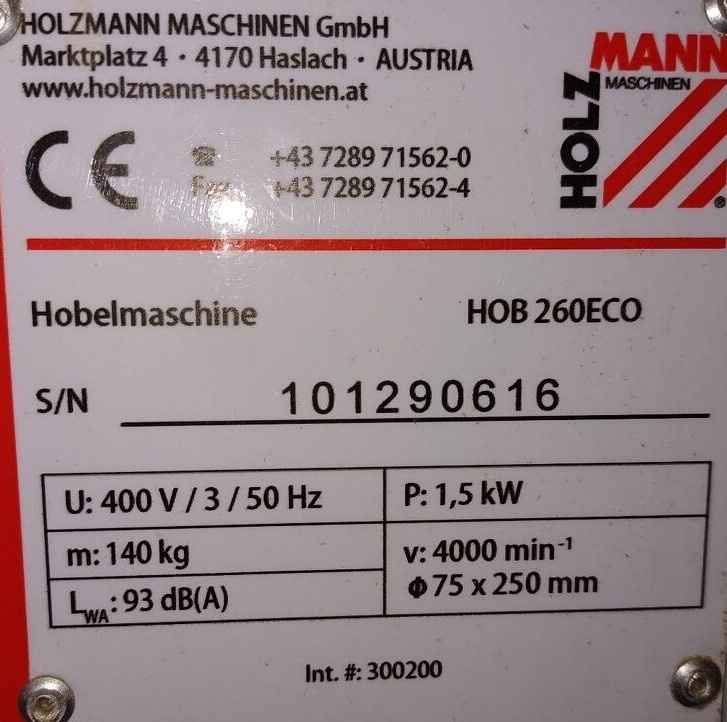 HOLZMANN MASCHINEN GmbH
Marktplatz 4 · 4170 Haslach · AUSTRIA
www.holzmann-maschinen.at
HOLZ
MANN
MASCHINEN
®
CE
☎ +43 7289 71562-0
Fax +43 7289 71562-4
Hobelmaschine HOB 260ECO
S/N 101290616
U: 400 V / 3 / 50 Hz
P: 1,5 kW
m: 140 kg
v: 4000 min⁻¹
Φ 75 x 250 mm
LWA: 93 dB(A)
Int. #: 300200